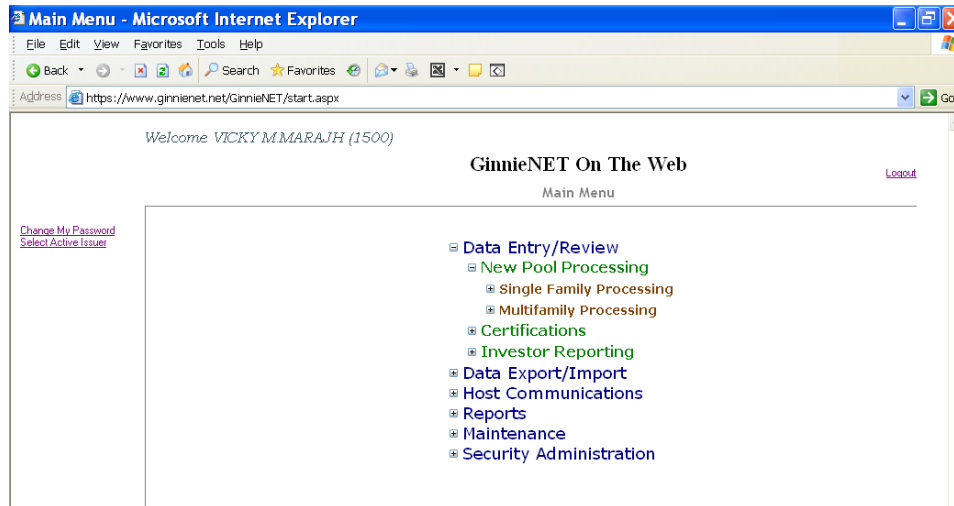 Main Menu - Microsoft Internet Explorer
File Edit View Favorites Tools Help
Back Search Favorites
Address https://www.ginnienet.net/GinnieNET/start.aspx Go
Welcome VICKY M.MARAJH (1500)
GinnieNET On The Web
Logout
Main Menu
Change My Password
Select Active Issuer
Data Entry/Review
New Pool Processing
Single Family Processing
Multifamily Processing
Certifications
Investor Reporting
Data Export/Import
Host Communications
Reports
Maintenance
Security Administration